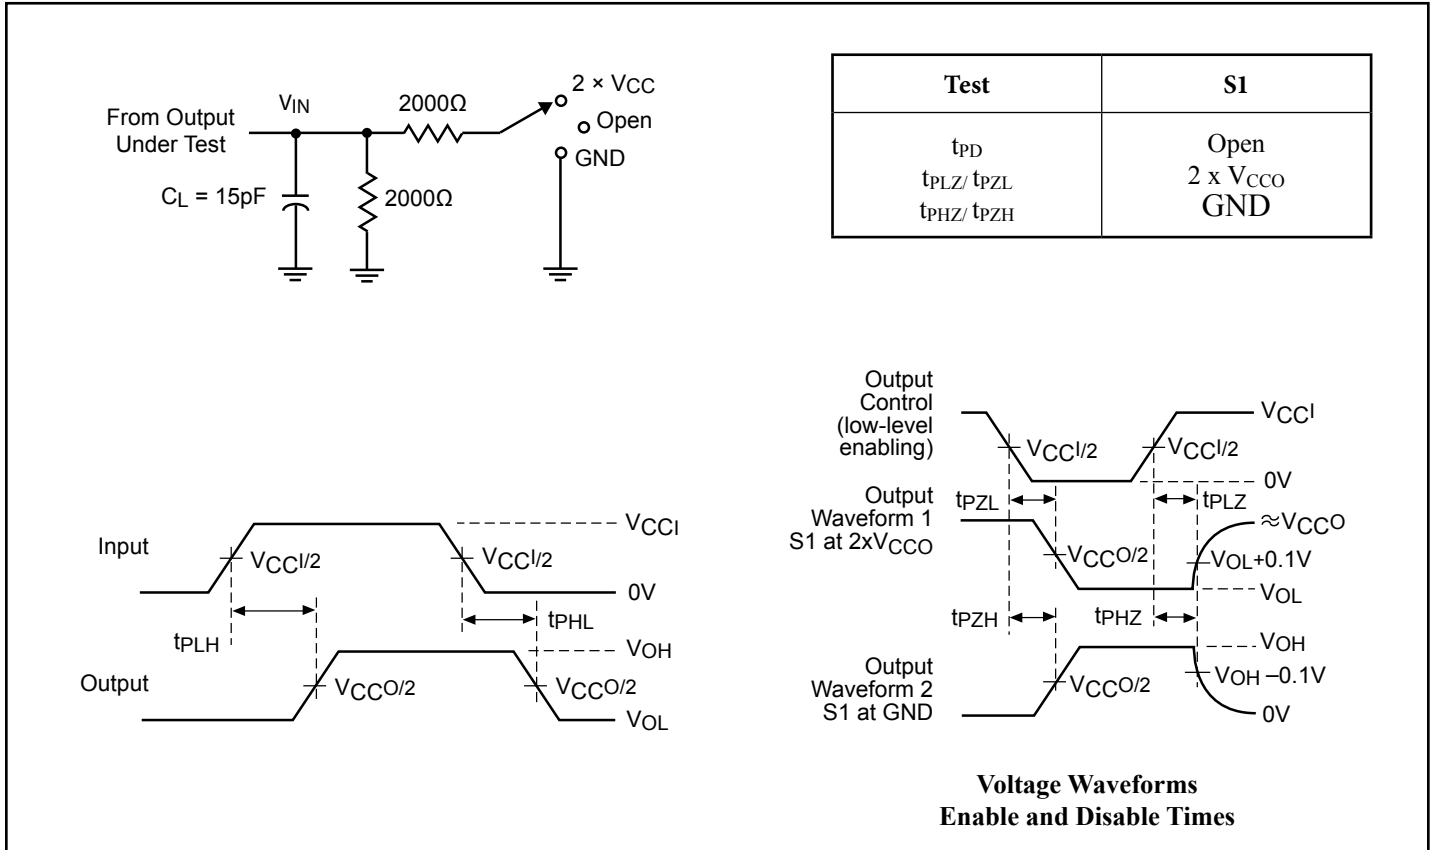 2 × VCC
VIN
2000Ω
From Output
Under Test
Open
GND
CL = 15pF
2000Ω
Test S1
tPD Open
tPLZ/ tPZL 2 x VCCO
tPHZ/ tPZH GND
Input
VCCI
VCCI/2
VCCI/2
0V
tPLH
tPHL
Output
VOH
VCCO/2
VCCO/2
VOL
Output
Control
(low-level
enabling)
VCCI
VCCI/2
VCCI/2
0V
Output
Waveform 1
S1 at 2xVCCO
tPZL
tPLZ
≈VCCO
VCCO/2
VOL+0.1V
VOL
tPZH
tPHZ
Output
Waveform 2
S1 at GND
VOH
VCCO/2
VOH –0.1V
0V
Voltage Waveforms
Enable and Disable Times